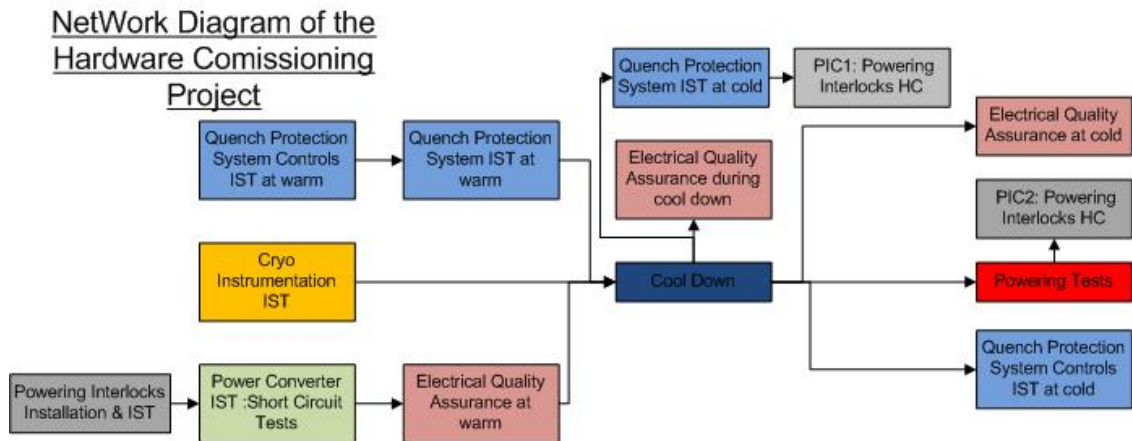 NetWork Diagram of the
Hardware Comissioning
Project
Quench Protection
System Controls
IST at warm
Quench Protection
System IST at
warm
Quench Protection
System IST at cold
PIC1: Powering
Interlocks HC
Electrical Quality
Assurance at
cold
Electrical Quality
Assurance during
cool down
PIC2: Powering
Interlocks HC
Cryo
Instrumentation
IST
Cool Down
Powering Tests
Quench Protection
System Controls
IST at cold
Powering Interlocks
Installation & IST
Power Converter
IST :Short Circuit
Tests
Electrical Quality
Assurance at
warm